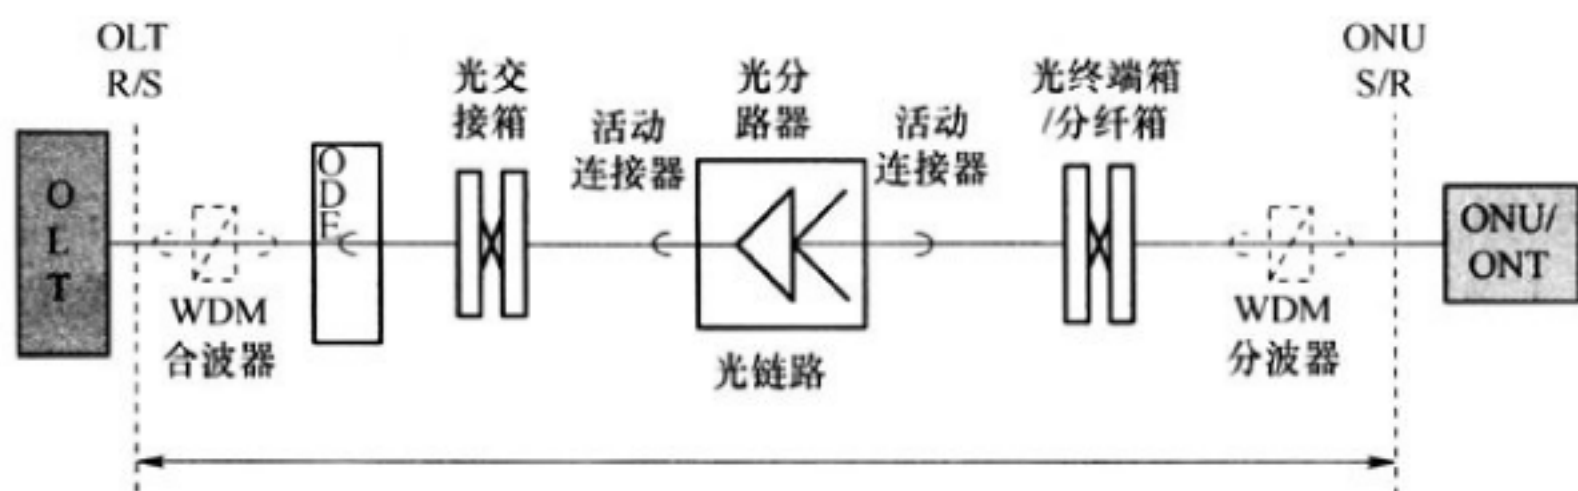 OLT
R/S
ONU
S/R
光交
接箱
光分
路器
光终端箱
/分纤箱
活动
连接器
活动
连接器
O
L
T
O
D
F
ONU/
ONT
WDM
合波器
WDM
分波器
光链路